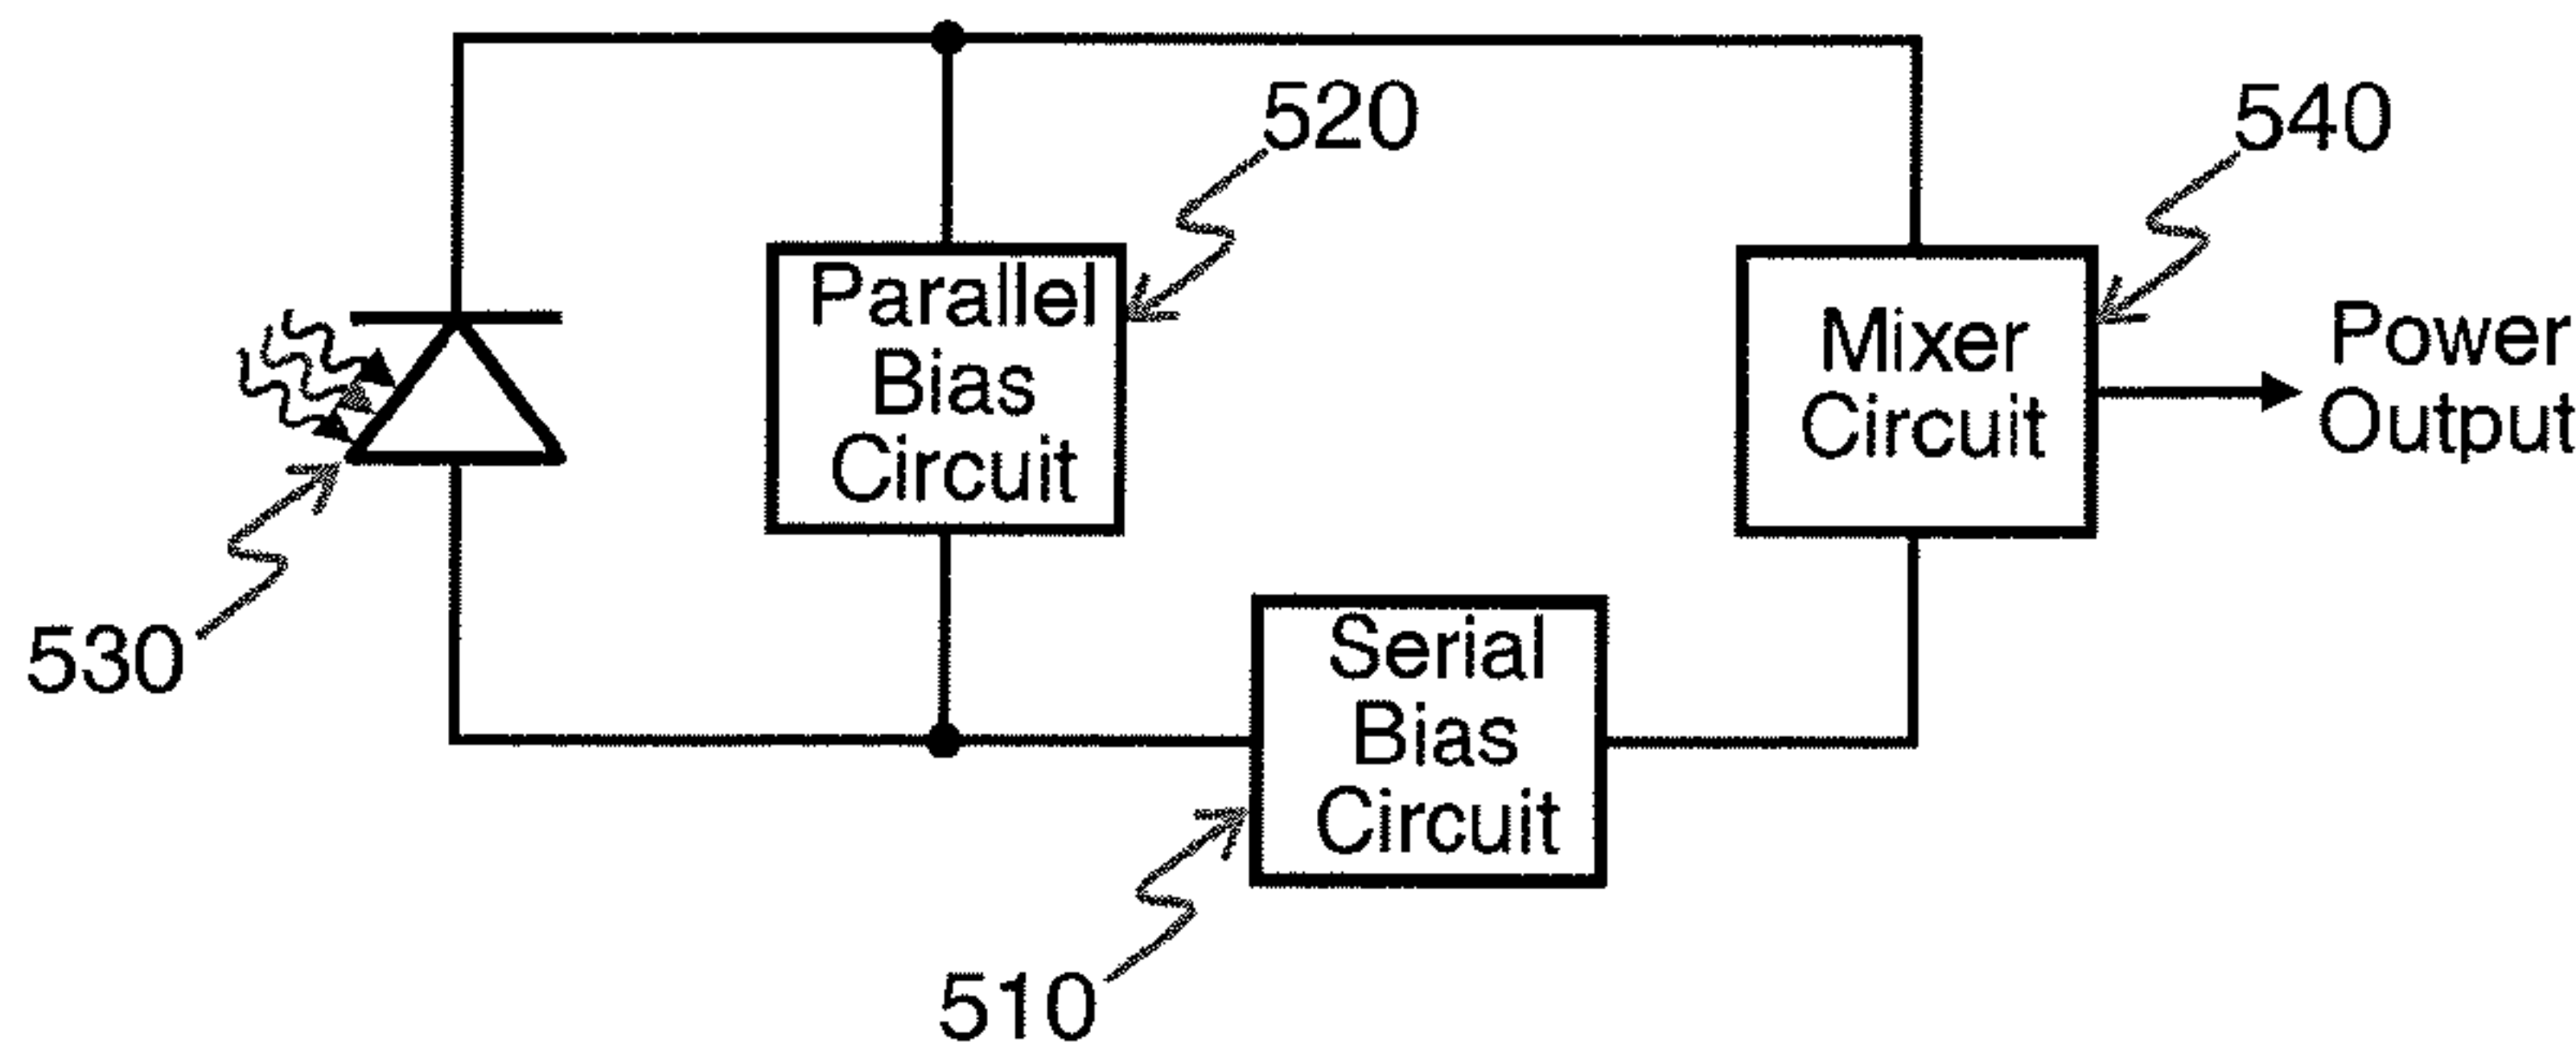 520
540
Parallel
Bias
Circuit
Mixer
Circuit
Power
Output
530
Serial
Bias
Circuit
510